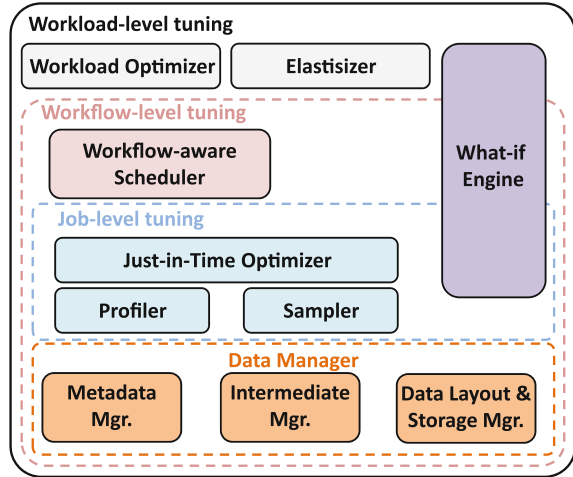 Workload-level tuning
Workload Optimizer
Elastisizer
What-if
Engine
Workflow-level tuning
Workflow-aware
Scheduler
Job-level tuning
Just-in-Time Optimizer
Profiler
Sampler
Data Manager
Metadata
Mgr.
Intermediate
Mgr.
Data Layout &
Storage Mgr.